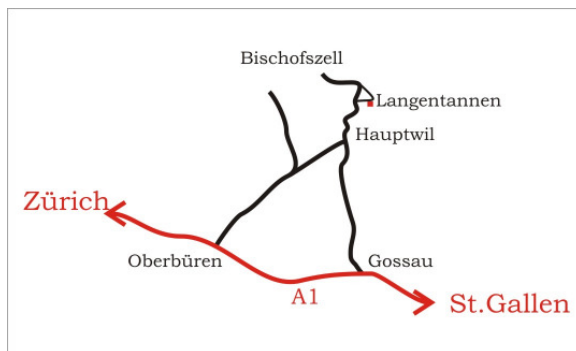 Bischofszell
Langentannen
Hauptwil
Zürich
Oberbüren
Gossau
A1
St.Gallen